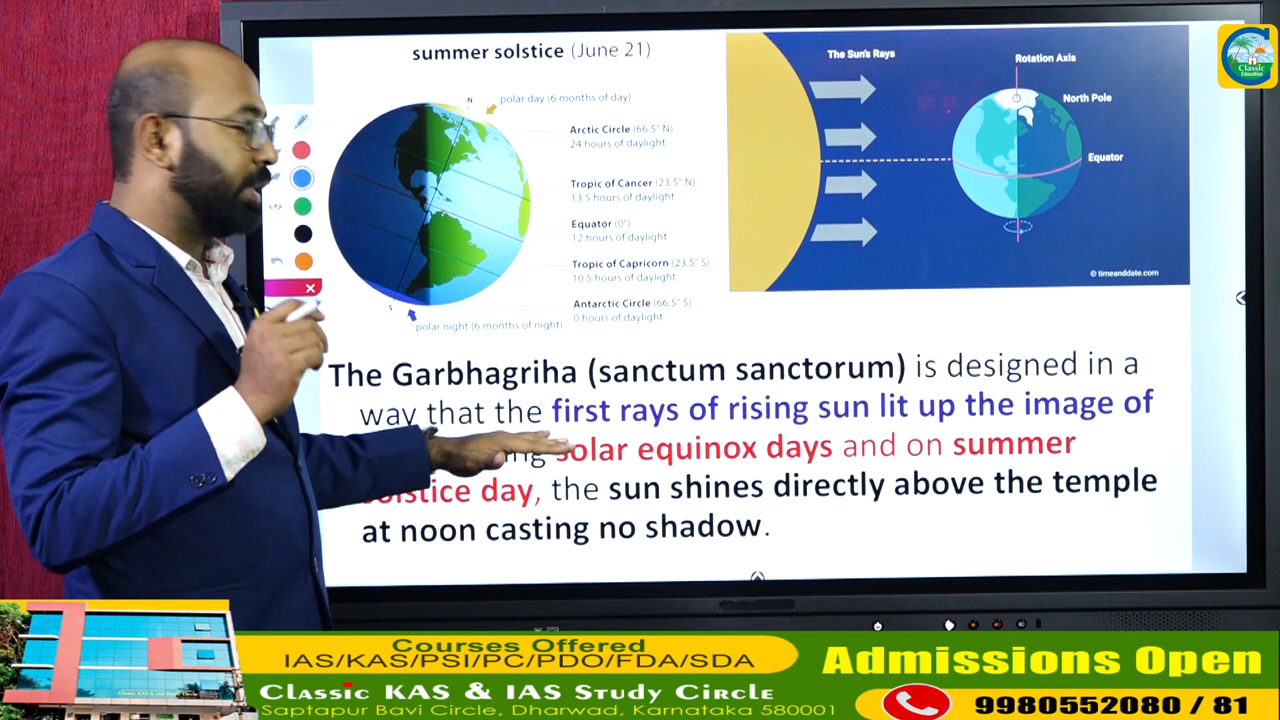 summer solstice (June 21)
N
polar day (6 months of day)
Arctic Circle (66.5° N)
24 hours of daylight
Tropic of Cancer (23.5° N)
13.5 hours of daylight
Equator (0°)
12 hours of daylight
Tropic of Capricorn (23.5° S)
10.5 hours of daylight
Antarctic Circle (66.5° S)
0 hours of daylight
S
polar night (6 months of night)
The Sun's Rays
Rotation Axis
North Pole
Equator
© timeanddate.com
Classic
Education
The Garbhagriha (sanctum sanctorum) is designed in a
way that the first rays of rising sun lit up the image of
solar equinox days and on summer
solstice day, the sun shines directly above the temple
at noon casting no shadow.
Courses Offered
IAS/KAS/PSI/PC/PDO/FDA/SDA
Classic KAS & IAS Study Circle
Saptapur Bavi Circle, Dharwad, Karnataka 580001
Admissions Open
9980552080 / 81